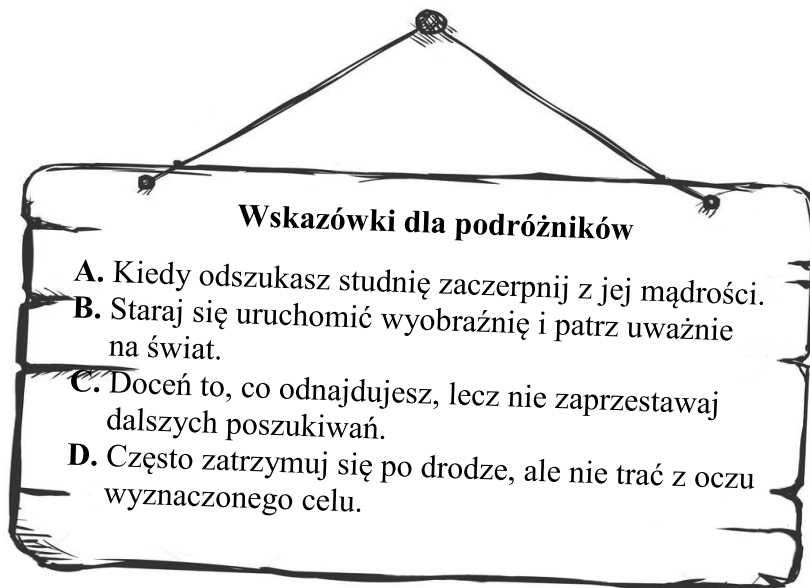 Wskazówki dla podróżników
A. Kiedy odszukasz studnię zaczerpnij z jej mądrości.
B. Staraj się uruchomić wyobraźnię i patrz uważnie
na świat.
C. Doceń to, co odnajdujesz, lecz nie zaprzestawaj
dalszych poszukiwań.
D. Często zatrzymuj się po drodze, ale nie trać z oczu
wyznaczonego celu.